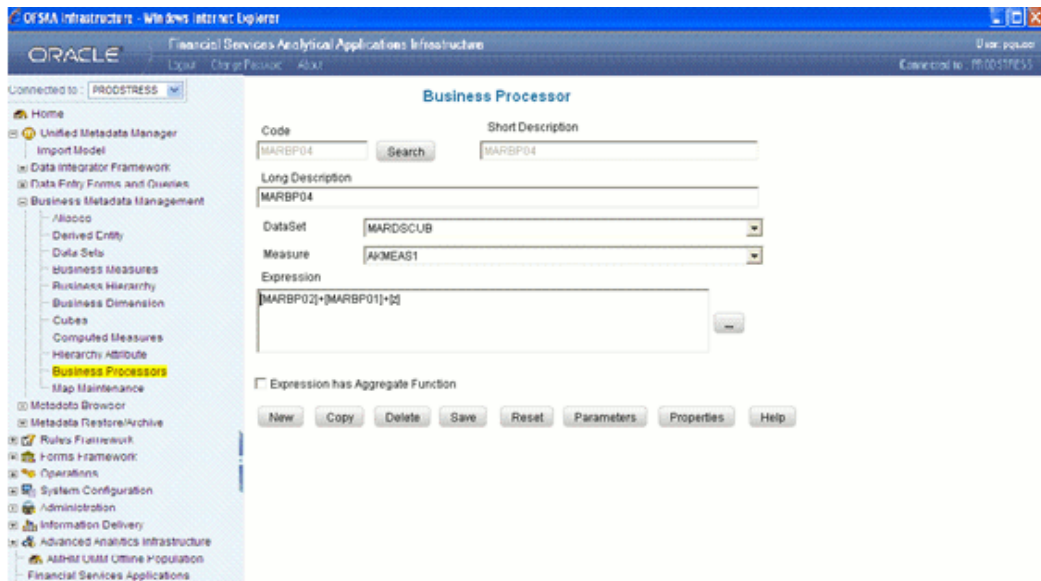 OFSAA Infrastructure - Windows Internet Explorer
ORACLE
Financial Services Analytical Applications Infrastructure
User:
Logout Change Password About
Connected to : PRODSTRESS
Connected to : PRODSTRESS
Home
Unified Metadata Manager
Import Model
Data Integrator Framework
Data Entry Forms and Queries
Business Metadata Management
Aliases
Derived Entity
Data Sets
Business Measures
Business Hierarchy
Business Dimension
Cubes
Computed Measures
Hierarchy Attribute
Business Processors
Map Maintenance
Metadata Browser
Metadata Restore/Archive
Rules Framework
Forms Framework
Operations
System Configuration
Administration
Information Delivery
Advanced Analytics Infrastructure
AMHM UMM Offline Population
Financial Services Applications
Business Processor
Code
Short Description
MARBP04
Search
MARBP04
Long Description
MARBP04
DataSet
MARDSCUB
Measure
AKMEAS1
Expression
[MARBP02]+[MARBP01]+[z]
...
Expression has Aggregate Function
New Copy Delete Save Reset Parameters Properties Help